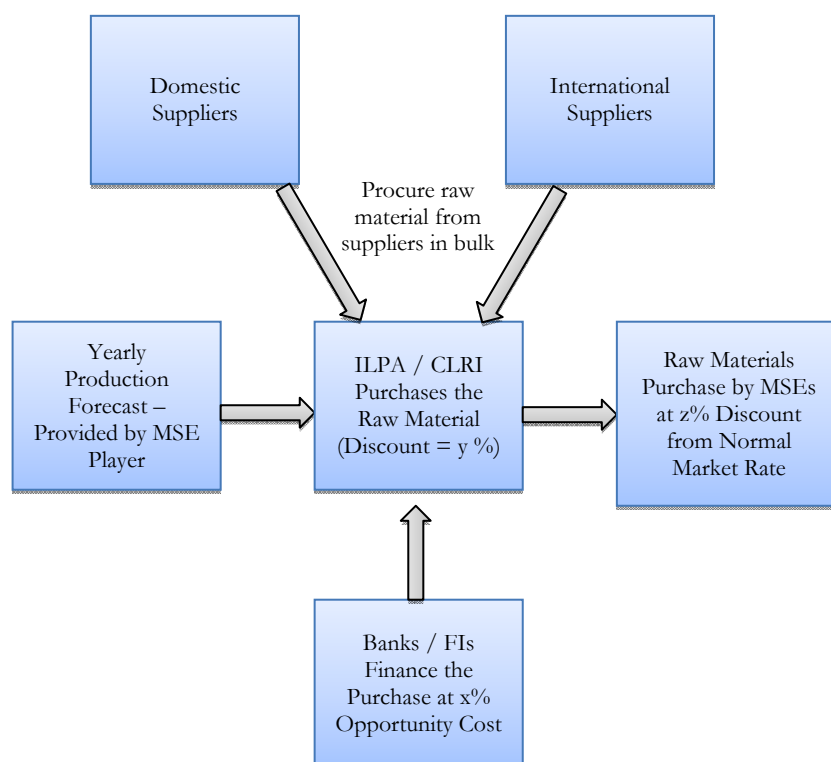 Domestic
Suppliers
International
Suppliers
Procure raw
material from
suppliers in bulk
Yearly
Production
Forecast –
Provided by MSE
Player
ILPA / CLRI
Purchases the
Raw Material
(Discount = y %)
Raw Materials
Purchase by MSEs
at z% Discount
from Normal
Market Rate
Banks / FIs
Finance the
Purchase at x%
Opportunity Cost